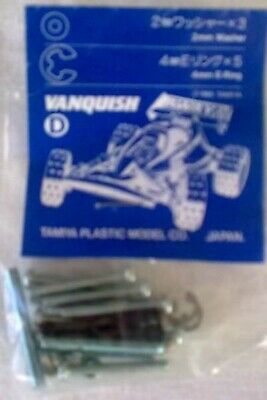 2㎜ワッシャー×3
2mm Washer
4㎜Eリング×5
4mm E-Ring
VANQUISH
D
TAMIYA PLASTIC MODEL CO. JAPAN.